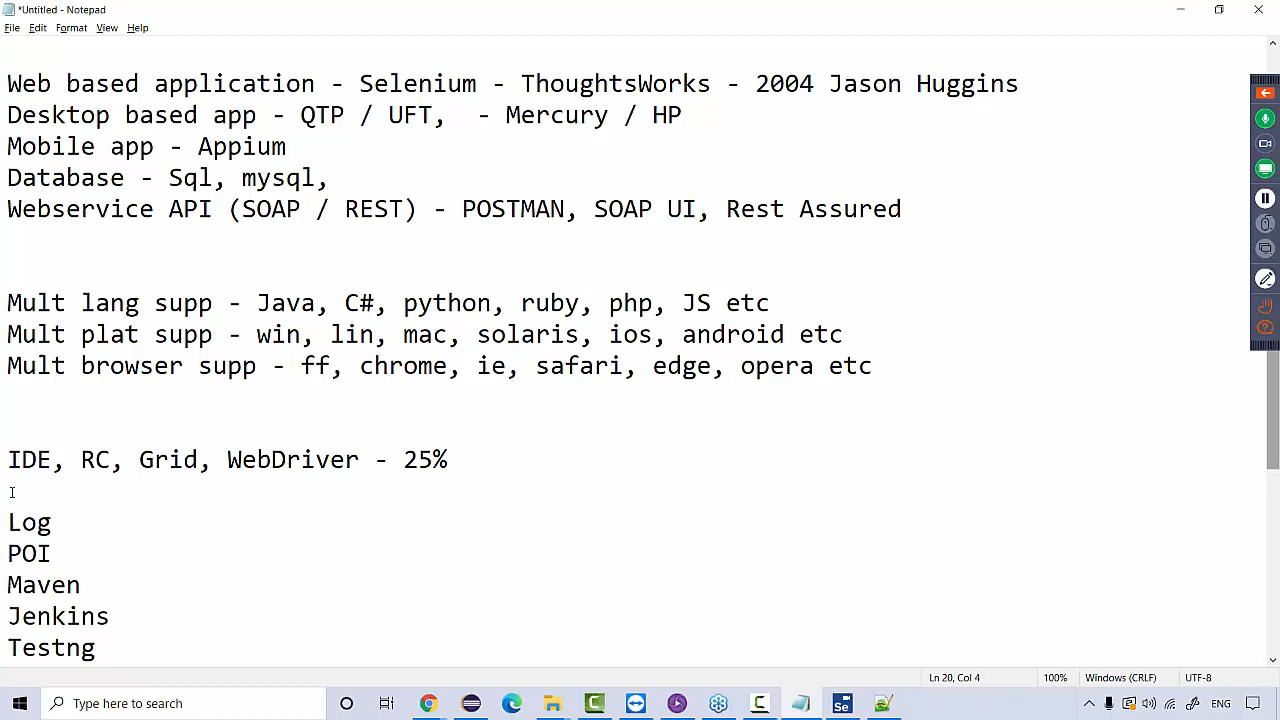 *Untitled - Notepad
File Edit Format View Help
Web based application - Selenium - ThoughtsWorks - 2004 Jason Huggins
Desktop based app - QTP / UFT,  - Mercury / HP
Mobile app - Appium
Database - Sql, mysql,
Webservice API (SOAP / REST) - POSTMAN, SOAP UI, Rest Assured
Mult lang supp - Java, C#, python, ruby, php, JS etc
Mult plat supp - win, lin, mac, solaris, ios, android etc
Mult browser supp - ff, chrome, ie, safari, edge, opera etc
IDE, RC, Grid, WebDriver - 25%
Log
POI
Maven
Jenkins
Testng
Ln 20, Col 4 100% Windows (CRLF) UTF-8
Type here to search Se ENG